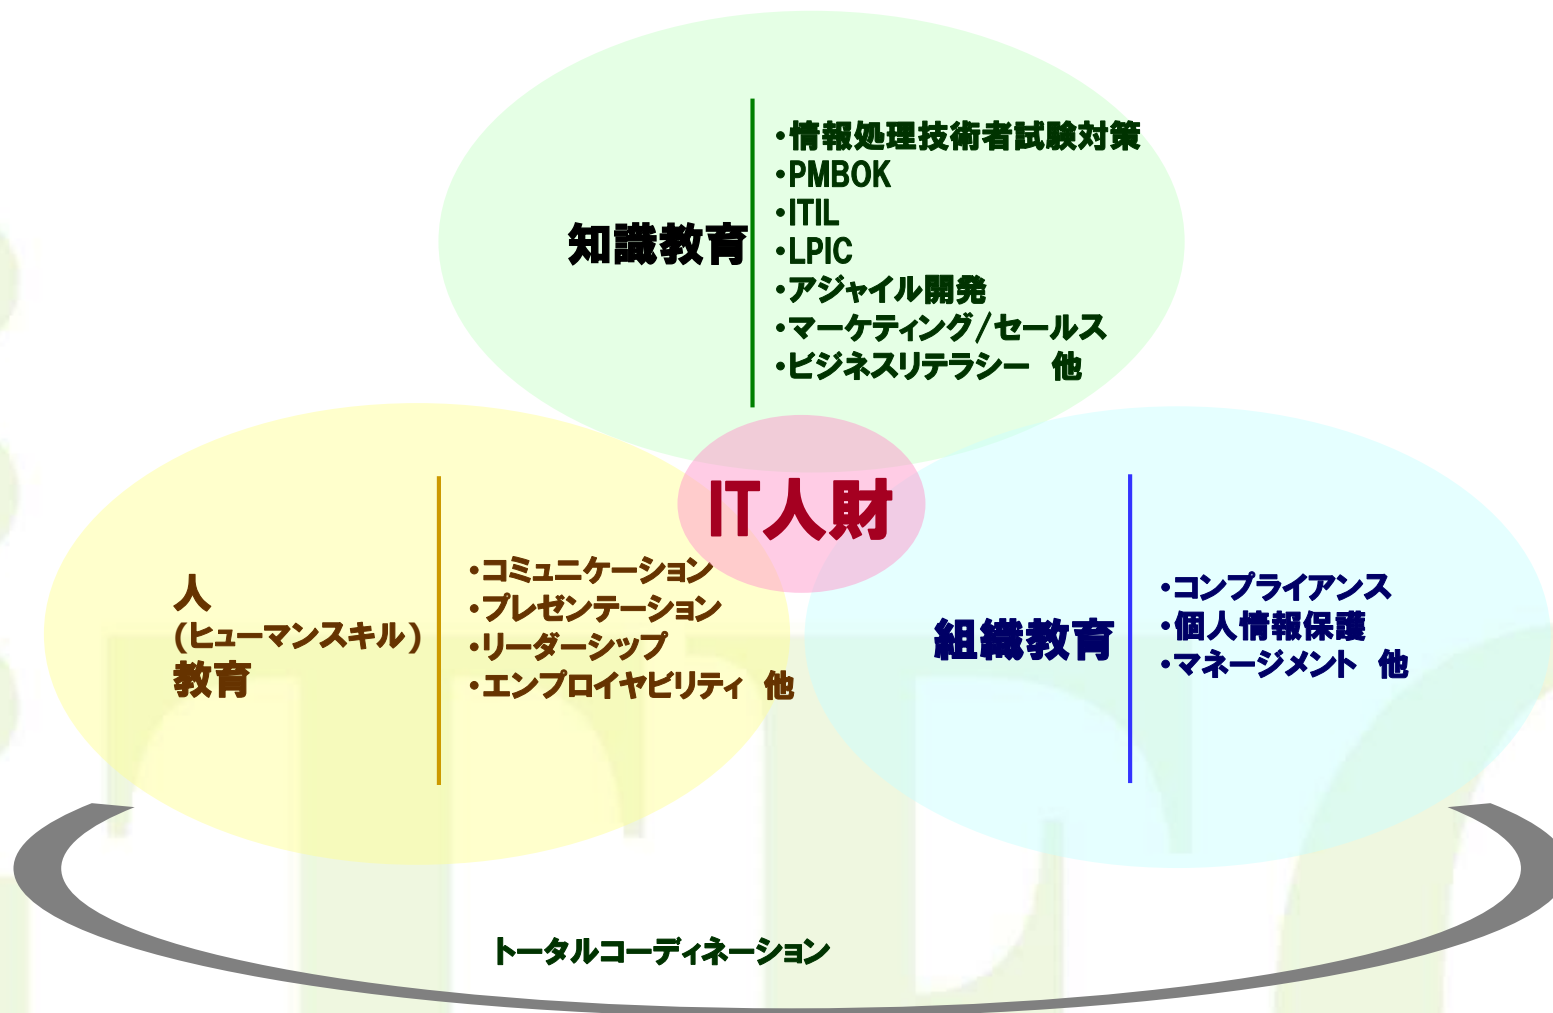 ・情報処理技術者試験対策
・PMBOK
・ITIL
・LPIC
・アジャイル開発
・マーケティング/セールス
・ビジネスリテラシー　他
知識教育
IT人財
人
(ヒューマンスキル)
教育
・コミュニケーション
・プレゼンテーション
・リーダーシップ
・エンプロイヤビリティ　他
組織教育
・コンプライアンス
・個人情報保護
・マネージメント　他
トータルコーディネーション